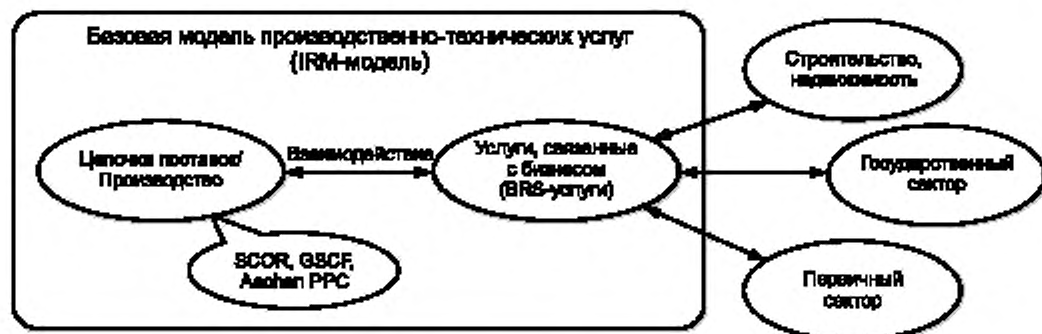 Базовая модель производственно-технических услуг
(IRM-модель)
Строительство,
недвижимость
Цепочка поставок/
Производство
Взаимодействие
Услуги, связанные
с бизнесом
(BRS-услуги)
Государственный
сектор
SCOR, GSCF,
Aachen PPC
Первичный
сектор